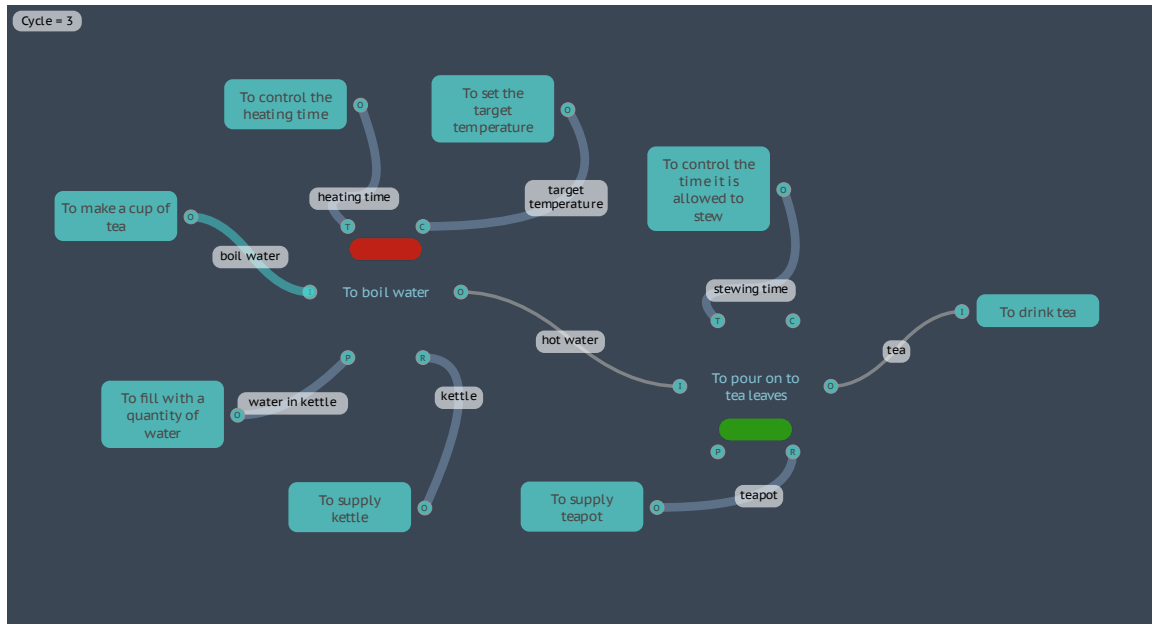 Cycle = 3
To control the
heating time
O
To set the
target
temperature
O
To control the
time it is
allowed to
stew
O
To make a cup of
tea
O
heating time
target
temperature
T
C
boil water
I
To boil water
O
stewing time
T
C
I
To drink tea
hot water
tea
P
R
I
To pour on to
tea leaves
O
To fill with a
quantity of
water
O
water in kettle
kettle
P
R
To supply
kettle
O
To supply
teapot
O
teapot